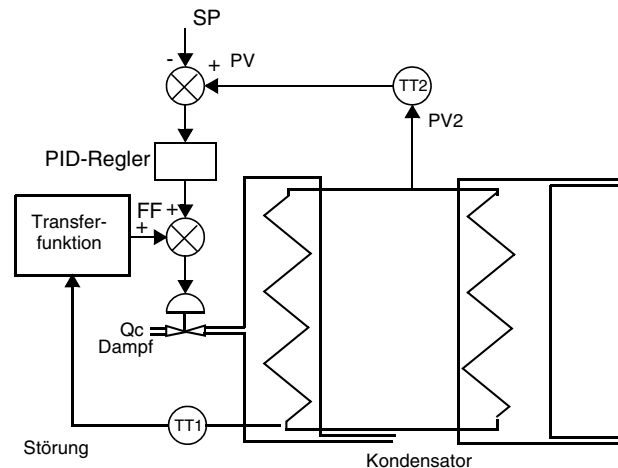 SP
- + PV
TT2
PV2
PID-Regler
FF +
+
Transfer-
funktion
Qc
Dampf
TT1
Störung
Kondensator